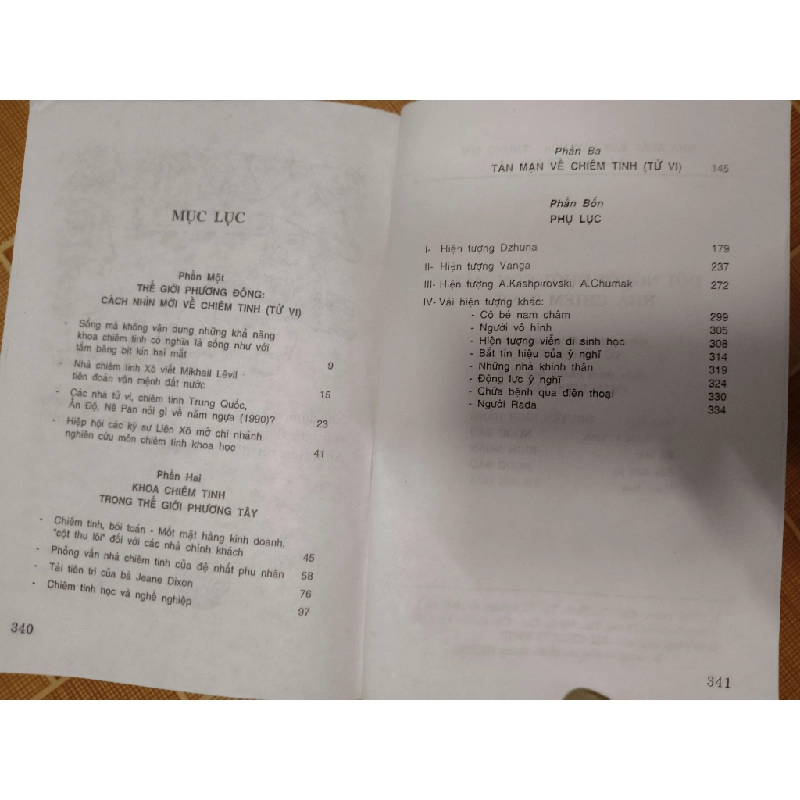 MỤC LỤC
Phần Một
THẾ GIỚI PHƯƠNG ĐÔNG:
CÁCH NHÌN MỚI VỀ CHIÊM TINH (TỬ VI)
- Sống mà không vận dụng những khả năng
khoa chiêm tinh có nghĩa là sống như với
tấm băng bịt kín hai mắt 9
- Nhà chiêm tinh Xô viết Mikhail Lêvil
tiên đoán vận mệnh đất nước 15
- Các nhà tử vi, chiêm tinh Trung Quốc,
Ấn Độ, Nê Pan nói gì về năm ngựa (1990)? 23
- Hiệp hội các kỹ sư Liên Xô mở chi nhánh
nghiên cứu môn chiêm tinh khoa học 41
Phần Hai
KHOA CHIÊM TINH
TRONG THẾ GIỚI PHƯƠNG TÂY
- Chiêm tinh, bói toán - Một mặt hàng kinh doanh,
"cột thu lôi" đối với các nhà chính khách 45
- Phỏng vấn nhà chiêm tinh của đệ nhất phu nhân 58
- Tài tiên tri của bà Jeane Dixon 76
- Chiêm tinh học và nghề nghiệp 97
340
Phần Ba
TẢN MẠN VỀ CHIÊM TINH (TỬ VI) 145
Phần Bốn
PHỤ LỤC
I- Hiện tượng Dzhuna 179
II- Hiện tượng Vanga 237
III- Hiện tượng A.Kashpirovski, A.Chumak 272
IV- Vài hiện tượng khác:
- Cô bé nam châm 299
- Người vô hình 305
- Hiện tượng viễn di sinh học 308
- Bắt tín hiệu của ý nghĩ 314
- Những nhà khinh thân 319
- Động lực ý nghĩ 324
- Chữa bệnh qua điện thoại 330
- Người Rada 334
341